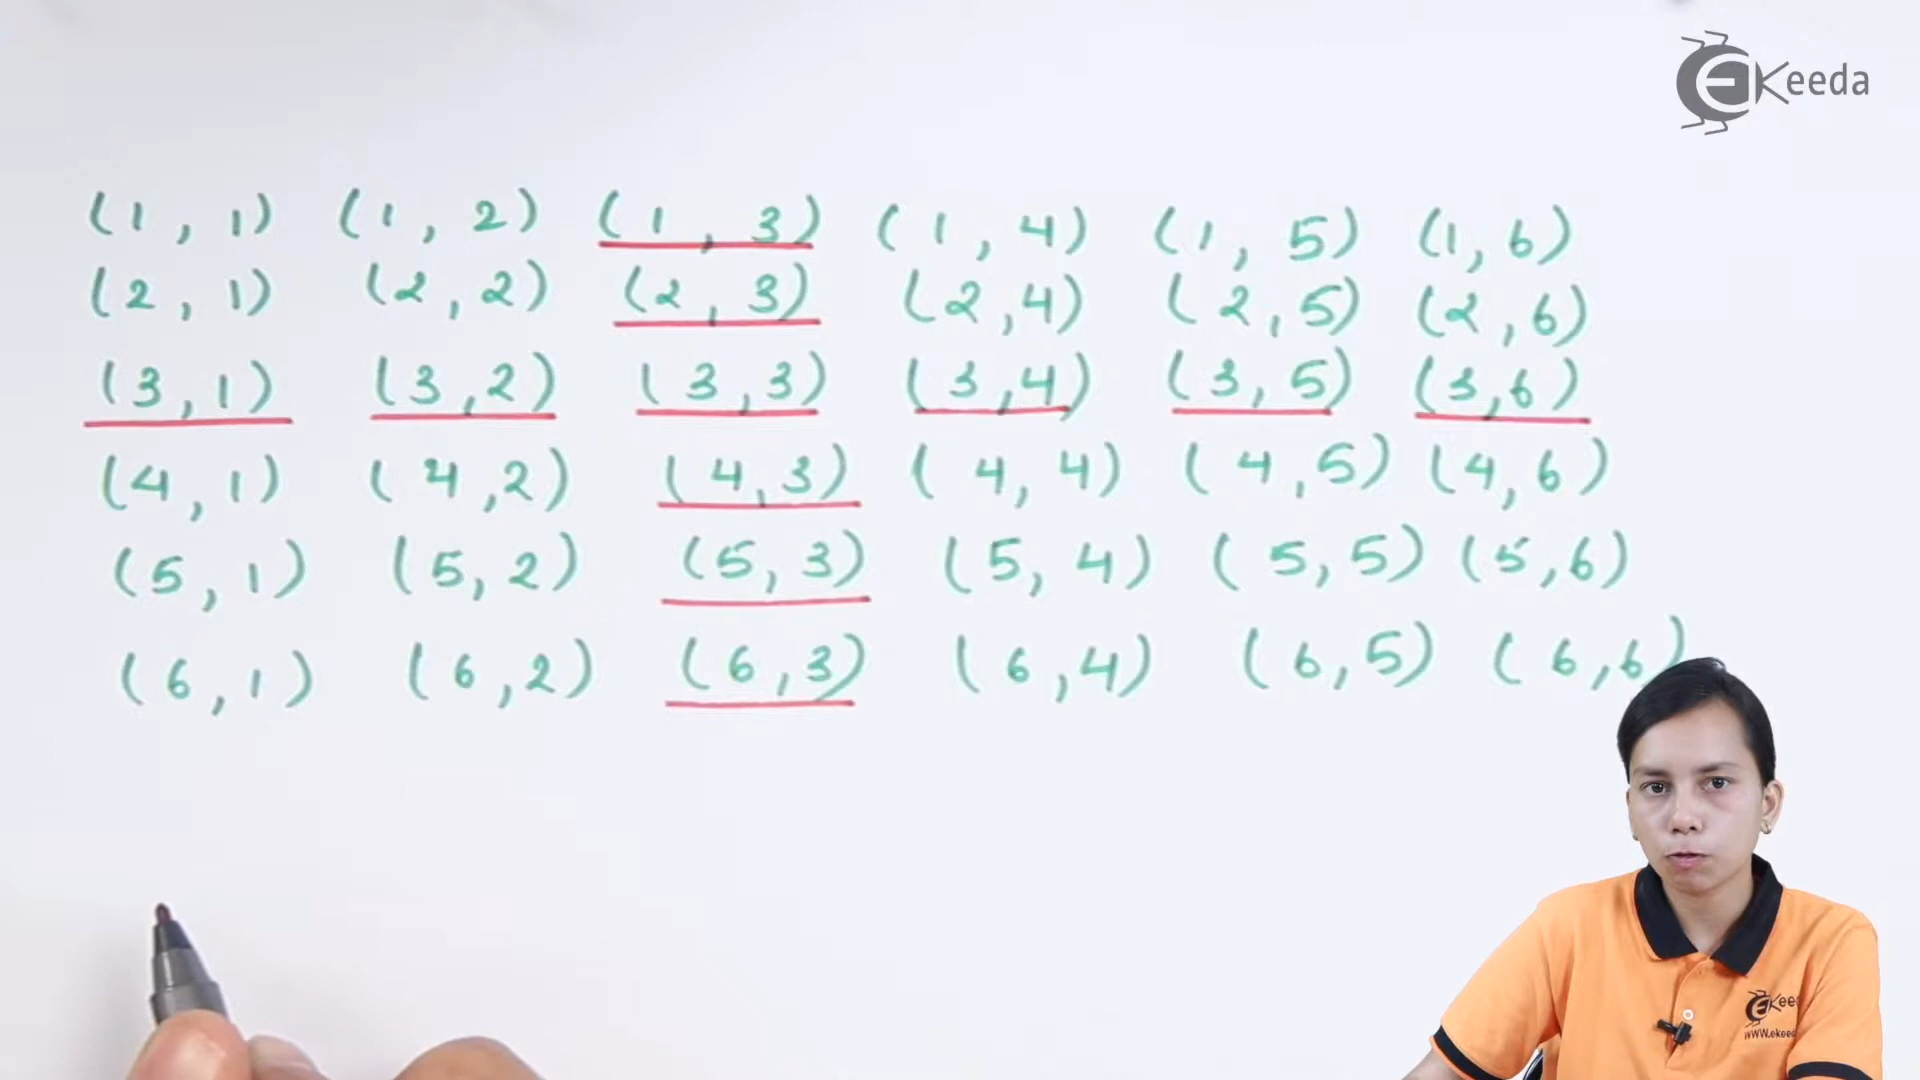 EKeeda
(1, 1) (1, 2) (1, 3) (1, 4) (1, 5) (1, 6)
(2, 1) (2, 2) (2, 3) (2,4) (2,5) (2,6)
(3,1) (3,2) (3,3) (3,4) (3,5) (3,6)
(4,1) (4,2) (4,3) (4,4) (4,5) (4,6)
(5,1) (5,2) (5,3) (5,4) (5,5) (5,6)
(6,1) (6,2) (6,3) (6,4) (6,5) (6,6)